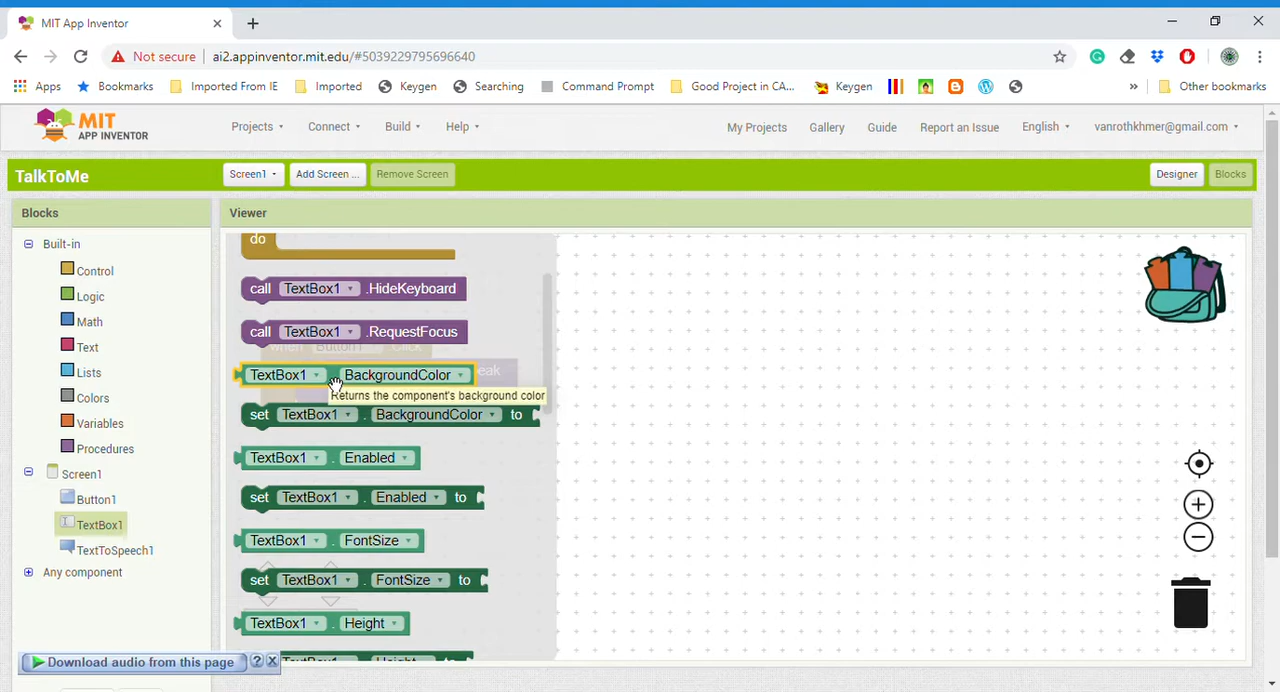 MIT App Inventor
Not secure | ai2.appinventor.mit.edu/#5039229795696640
Apps Bookmarks Imported From IE Imported Keygen Searching Command Prompt Good Project in CA... Keygen » Other bookmarks
MIT
APP INVENTOR
Projects Connect Build Help My Projects Gallery Guide Report an Issue English vanrothkhmer@gmail.com
TalkToMe Screen1 Add Screen ... Remove Screen Designer Blocks
Blocks Viewer
Built-in
Control
Logic
Math
Text
Lists
Colors
Variables
Procedures
Screen1
Button1
TextBox1
TextToSpeech1
Any component
do
call TextBox1 .HideKeyboard
call TextBox1 .RequestFocus
TextBox1 . BackgroundColor
Returns the component's background color
set TextBox1 . BackgroundColor to
TextBox1 . Enabled
set TextBox1 . Enabled to
TextBox1 . FontSize
set TextBox1 . FontSize to
TextBox1 . Height
Download audio from this page ? X